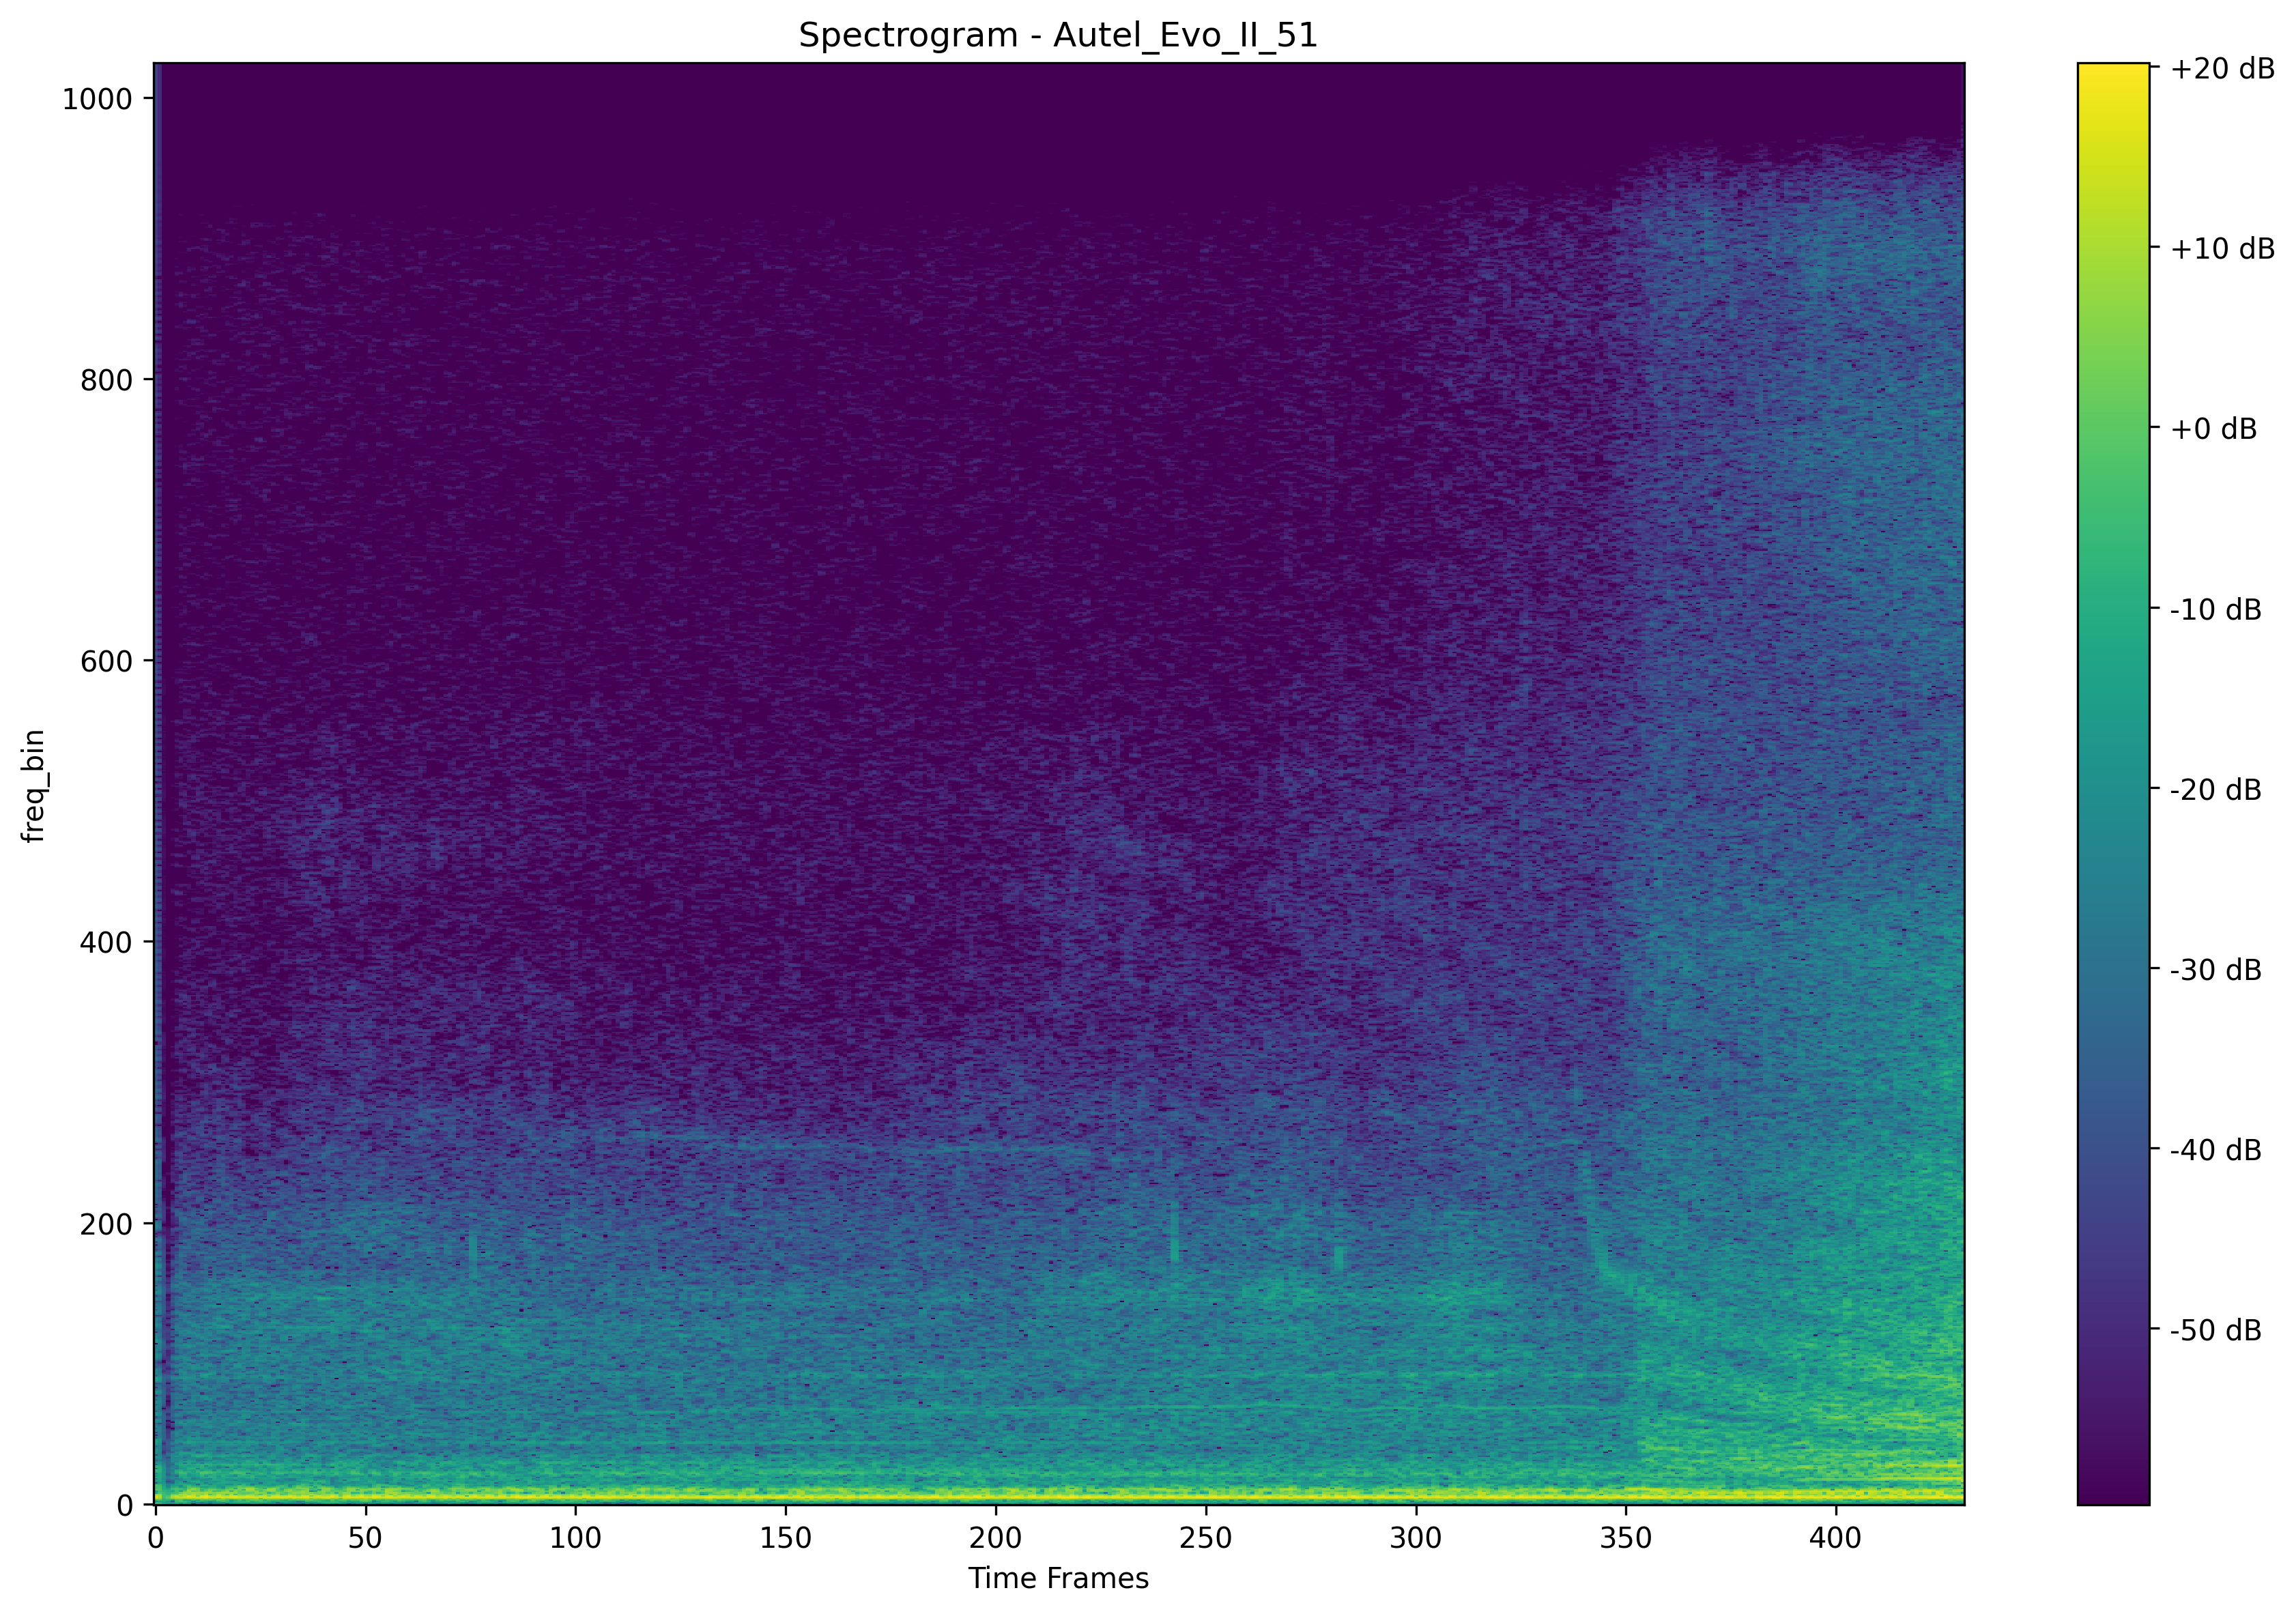 Spectrogram - Autel_Evo_II_51
+20 dB
+10 dB
+0 dB
-10 dB
-20 dB
-30 dB
-40 dB
-50 dB
1000
800
600
400
200
0
freq_bin
0 50 100 150 200 250 300 350 400
Time Frames